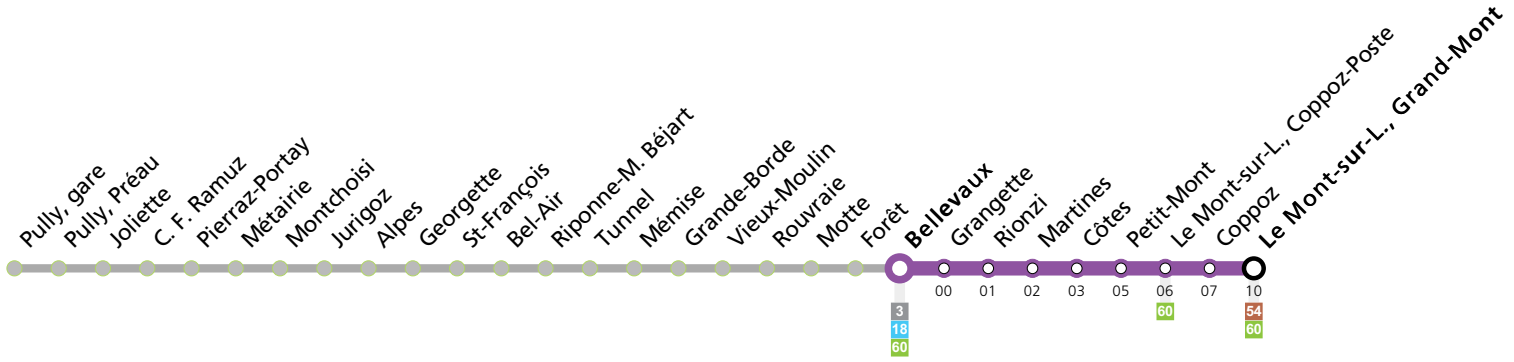 Pully, gare
Pully, Préau
Joliette
C. F. Ramuz
Pierraz-Portay
Métairie
Montchoisi
Jurigoz
Alpes
Georgette
St-François
Bel-Air
Riponne-M. Béjart
Tunnel
Mémise
Grande-Borde
Vieux-Moulin
Rouvraie
Motte
Forêt
Bellevaux
Grangette
Rionzi
Martines
Côtes
Petit-Mont
Le Mont-sur-L., Coppoz-Poste
Coppoz
Le Mont-sur-L., Grand-Mont
00 01 02 03 05 06 07 10
3 60 54
18 60
60